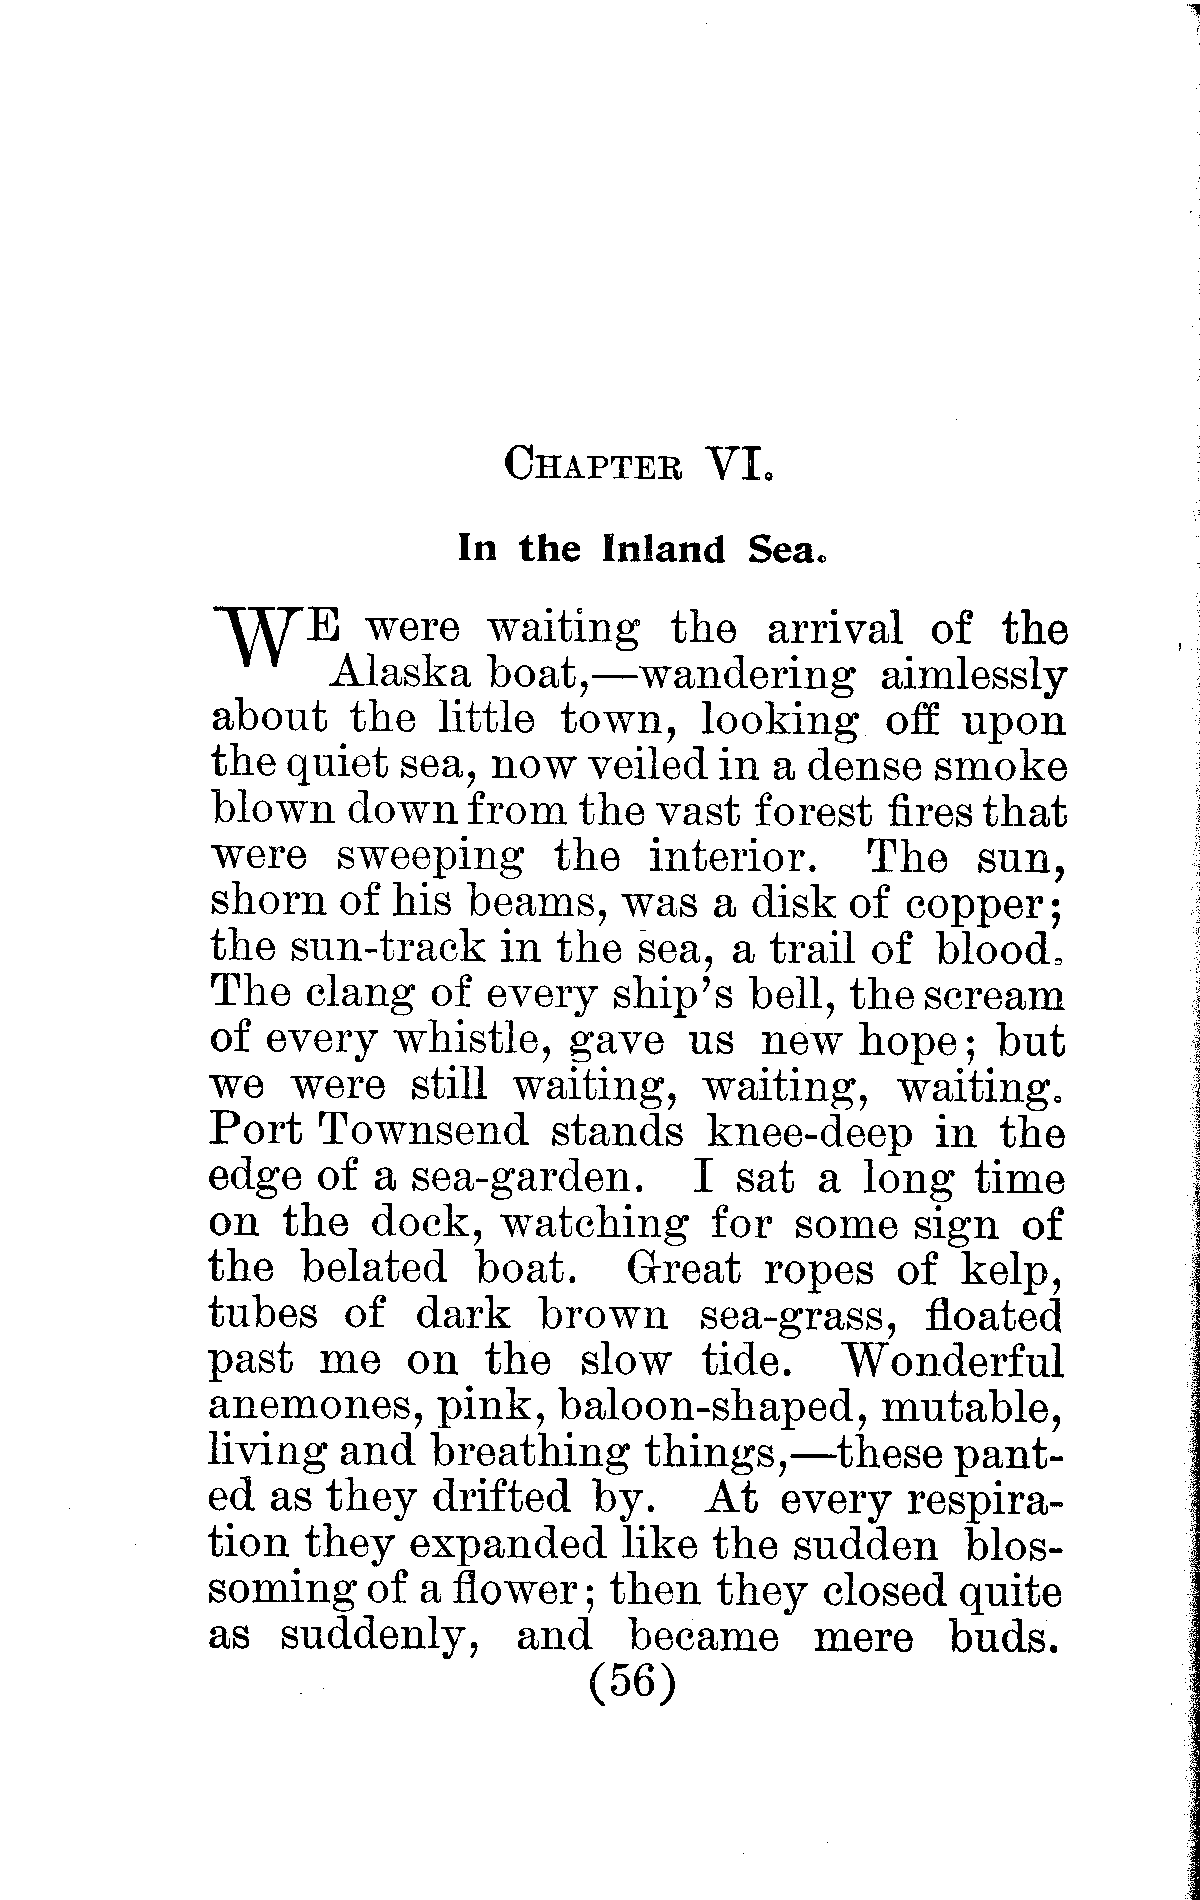 CHAPTER VI.
In the Inland Sea.
WE were waiting the arrival of the
Alaska boat,—wandering aimlessly
about the little town, looking off upon
the quiet sea, now veiled in a dense smoke
blown down from the vast forest fires that
were sweeping the interior. The sun,
shorn of his beams, was a disk of copper;
the sun-track in the sea, a trail of blood.
The clang of every ship's bell, the scream
of every whistle, gave us new hope; but
we were still waiting, waiting, waiting.
Port Townsend stands knee-deep in the
edge of a sea-garden. I sat a long time
on the dock, watching for some sign of
the belated boat. Great ropes of kelp,
tubes of dark brown sea-grass, floated
past me on the slow tide. Wonderful
anemones, pink, baloon-shaped, mutable,
living and breathing things,—these pant-
ed as they drifted by. At every respira-
tion they expanded like the sudden blos-
soming of a flower; then they closed quite
as suddenly, and became mere buds.
(56)